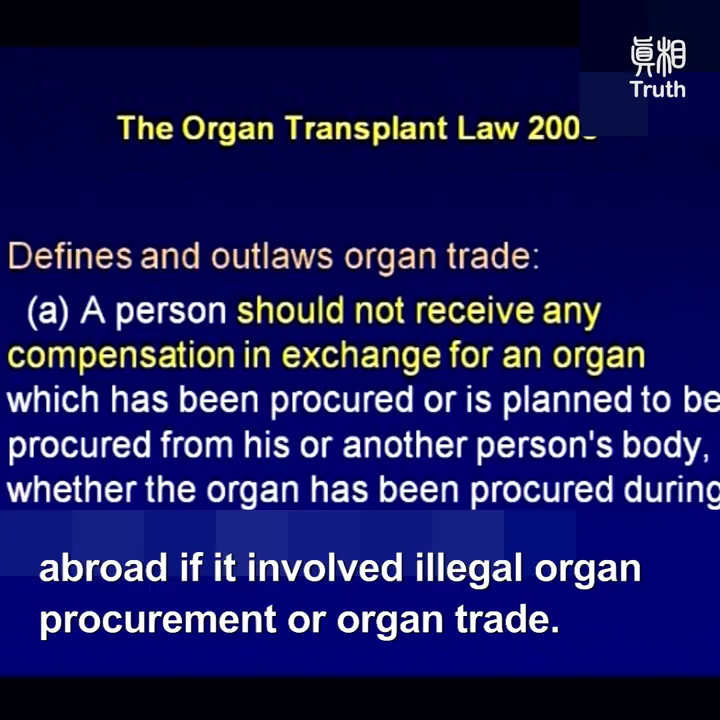 眞相
Truth
The Organ Transplant Law
Defines and outlaws organ trade:
(a) A person should not receive any
compensation in exchange for an organ
which has been procured or is planned to be
procured from his or another person's body,
whether the organ has been procured during
abroad if it involved illegal organ
procurement or organ trade.